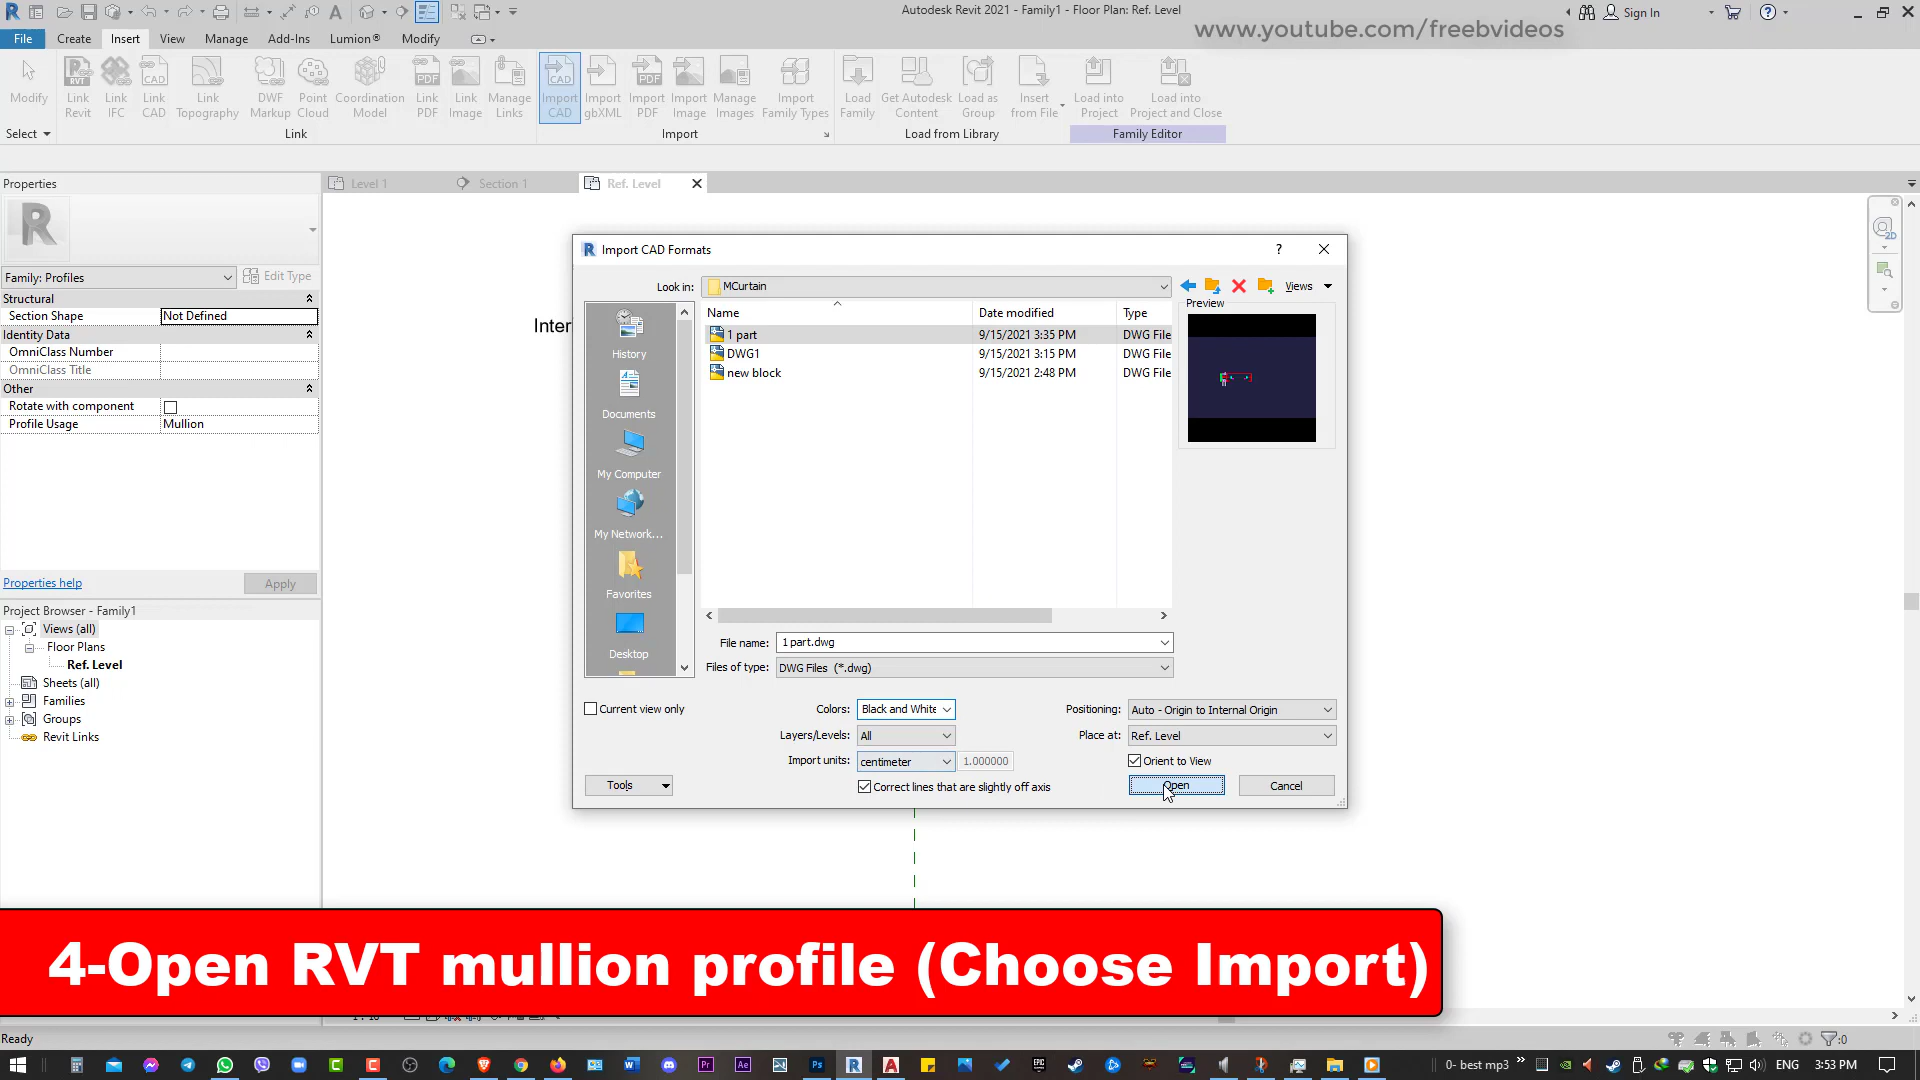 Autodesk Revit 2021 - Family1 - Floor Plan: Ref. Level
Sign In
www.youtube.com/freebvideos
File Create Insert View Manage Add-Ins Lumion® Modify
Modify
Link Revit
Link IFC
Link CAD
Link Topography
DWF Markup
Point Cloud
Coordination Model
Link PDF
Link Image
Manage Links
Import CAD
Import gbXML
Import PDF
Import Image
Manage Images
Import Family Types
Load Family
Get Autodesk Content
Load as Group
Insert from File
Load into Project
Load into Project and Close
Select
Link
Import
Load from Library
Family Editor
Properties
Level 1
Section 1
Ref. Level
R
Family: Profiles
Edit Type
Structural
Section Shape Not Defined
Identity Data
OmniClass Number
OmniClass Title
Other
Rotate with component
Profile Usage Mullion
Properties help
Apply
Project Browser - Family1
Views (all)
Floor Plans
Ref. Level
Sheets (all)
Families
Groups
Revit Links
Inter
2D
Import CAD Formats
Look in: MCurtain
Views
Preview
Name Date modified Type
1 part 9/15/2021 3:35 PM DWG File
DWG1 9/15/2021 3:15 PM DWG File
new block 9/15/2021 2:48 PM DWG File
History
Documents
My Computer
My Network...
Favorites
Desktop
File name: 1 part.dwg
Files of type: DWG Files (*.dwg)
Current view only
Colors: Black and White
Positioning: Auto - Origin to Internal Origin
Layers/Levels: All
Place at: Ref. Level
Import units: centimeter 1.000000
Orient to View
Correct lines that are slightly off axis
Tools
Open
Cancel
4-Open RVT mullion profile (Choose Import)
Ready
:0
0- best mp3
ENG
3:53 PM